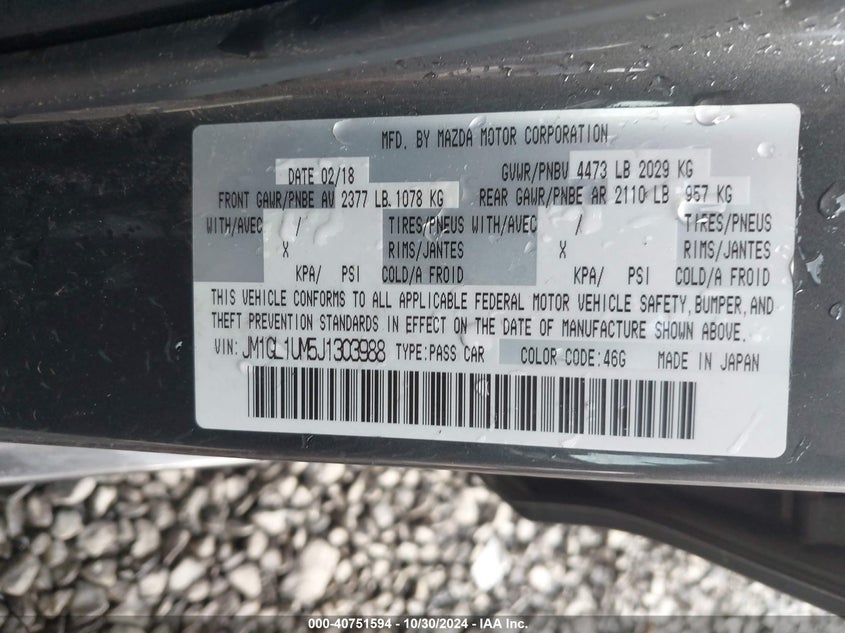 MFD. BY MAZDA MOTOR CORPORATION
DATE 02/18 GVWR/PNBV 4473 LB 2029 KG
FRONT GAWR/PNBE AV 2377 LB 1078 KG REAR GAWR/PNBE AR 2110 LB 957 KG
WITH/AVEC / TIRES/PNEUS WITH/AVEC / TIRES/PNEUS
X RIMS/JANTES X RIMS/JANTES
KPA/ PSI COLD/A FROID KPA/ PSI COLD/A FROID
THIS VEHICLE CONFORMS TO ALL APPLICABLE FEDERAL MOTOR VEHICLE SAFETY, BUMPER, AND
THEFT PREVENTION STANDARDS IN EFFECT ON THE DATE OF MANUFACTURE SHOWN ABOVE.
VIN: JM1GL1UM5J1303988 TYPE: PASS CAR COLOR CODE: 46G MADE IN JAPAN
000-40751594 - 10/30/2024 - IAA Inc.